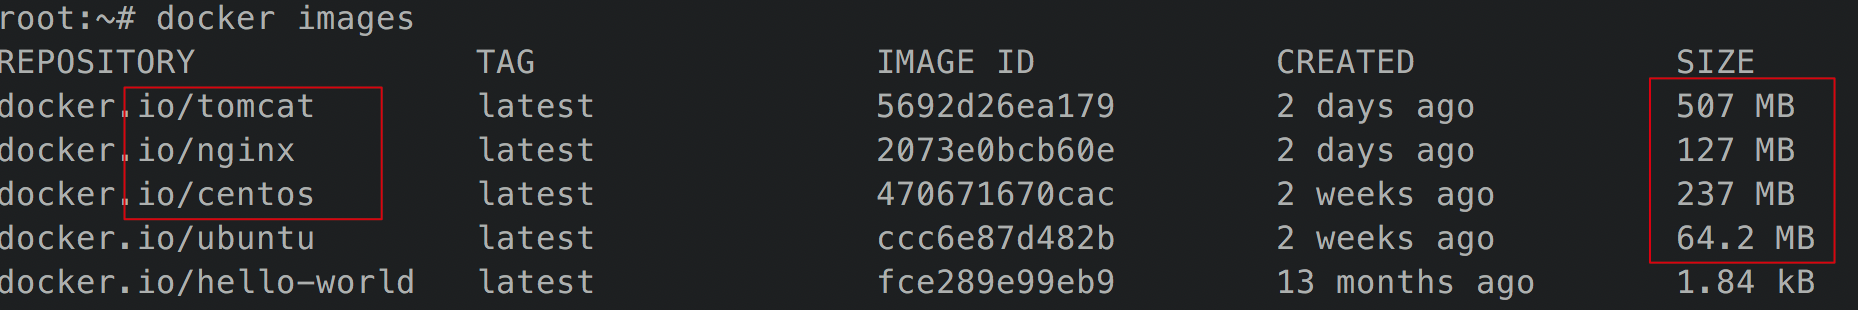 root:~# docker images
REPOSITORY TAG IMAGE ID CREATED SIZE
docker.io/tomcat latest 5692d26ea179 2 days ago 507 MB
docker.io/nginx latest 2073e0bcb60e 2 days ago 127 MB
docker.io/centos latest 470671670cac 2 weeks ago 237 MB
docker.io/ubuntu latest ccc6e87d482b 2 weeks ago 64.2 MB
docker.io/hello-world latest fce289e99eb9 13 months ago 1.84 kB